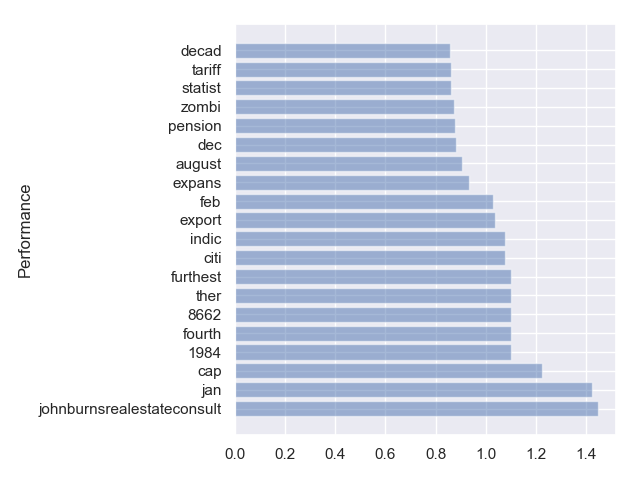 decad
tariff
statist
zombi
pension
dec
august
expans
feb
export
indic
citi
furthest
ther
8662
fourth
1984
cap
jan
johnburnsrealestateconsult
Performance
0.0 0.2 0.4 0.6 0.8 1.0 1.2 1.4